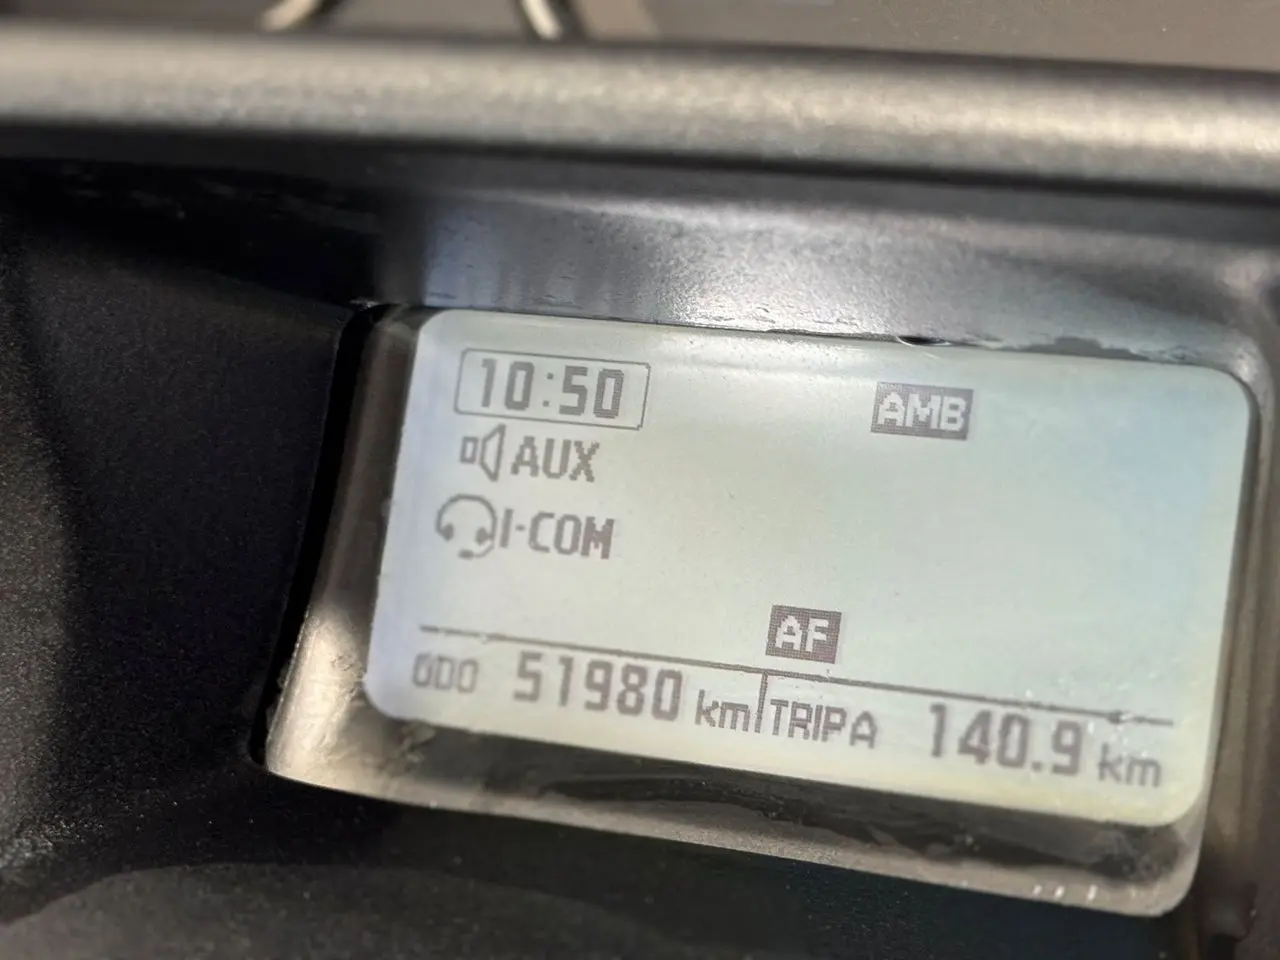 10:50 AMB
AUX
I-COM
AF
ODO 51980 km TRIP A 140.9 km